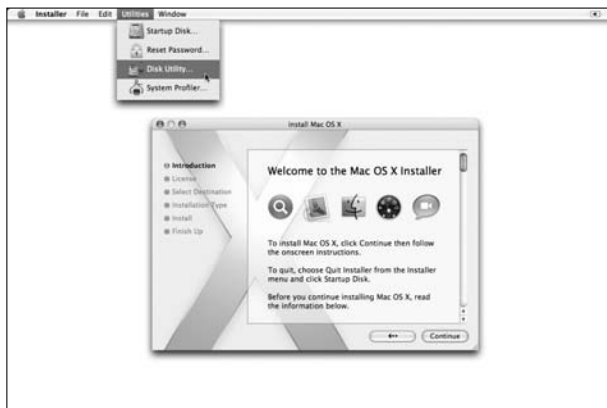 Installer File Edit Utilities Window
Startup Disk...
Reset Password...
Disk Utility...
System Profiler...
Install Mac OS X
Introduction
License
Select Destination
Installation Type
Install
Finish Up
Welcome to the Mac OS X Installer
To install Mac OS X, click Continue then follow
the onscreen instructions.
To quit, choose Quit Installer from the Installer
menu and click Startup Disk.
Before you continue installing Mac OS X, read
the information below.
Continue